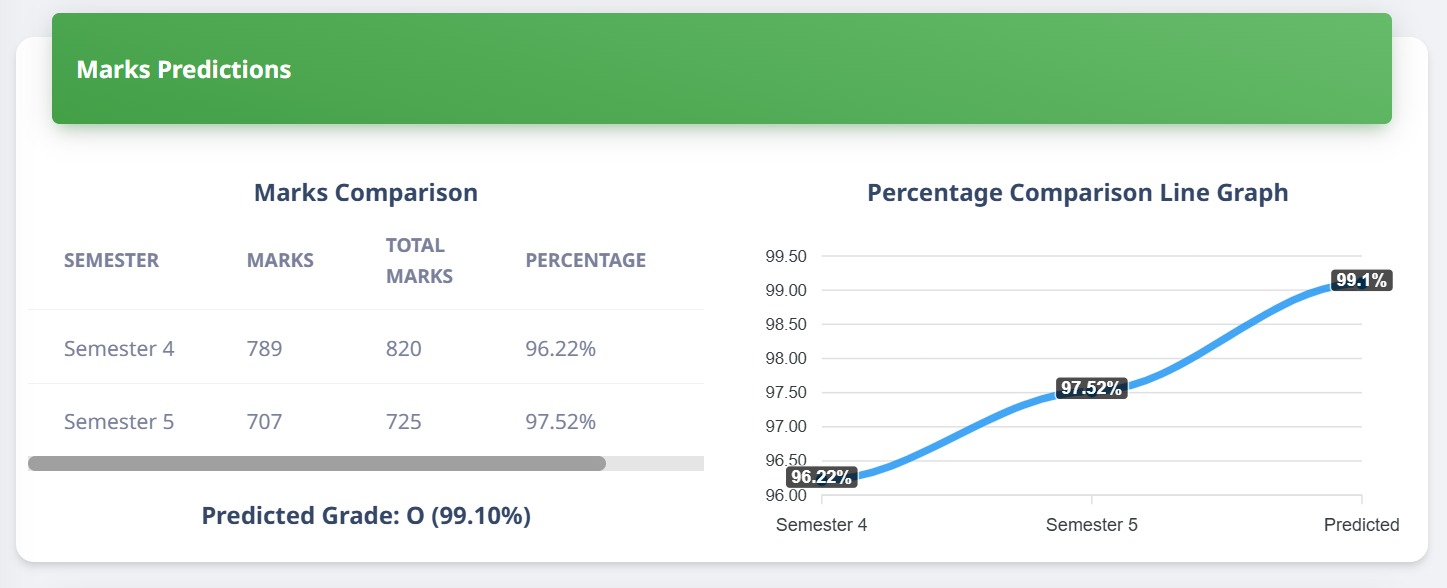 Marks Predictions
Marks Comparison
SEMESTER MARKS TOTAL MARKS PERCENTAGE
Semester 4 789 820 96.22%
Semester 5 707 725 97.52%
Predicted Grade: O (99.10%)
Percentage Comparison Line Graph
99.50
99.00
98.50
98.00
97.50
97.00
96.50
96.00
96.22%
97.52%
99.1%
Semester 4 Semester 5 Predicted